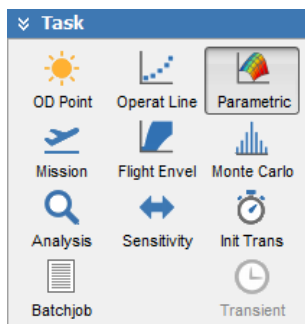 Task
OD Point Operat Line Parametric
Mission Flight Envel Monte Carlo
Analysis Sensitivity Init Trans
Batchjob Transient